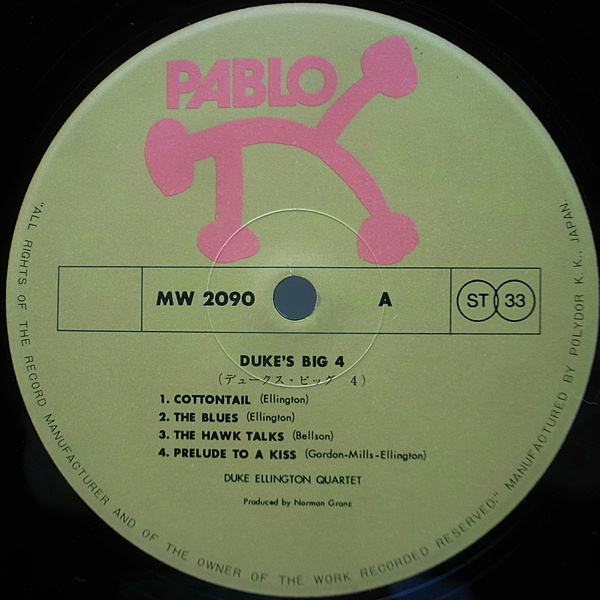 PABLO
MW 2090
A
ST 33
DUKE'S BIG 4
(デュークス・ビッグ 4)
1. COTTONTAIL (Ellington)
2. THE BLUES (Ellington)
3. THE HAWK TALKS (Bellson)
4. PRELUDE TO A KISS (Gordon-Mills-Ellington)
DUKE ELLINGTON QUARTET
Produced by Norman Granz
"ALL RIGHTS OF THE RECORD MANUFACTURER AND OF THE OWNER OF THE WORK RECORDED RESERVED." MANUFACTURED BY POLYDOR K. K., JAPAN.